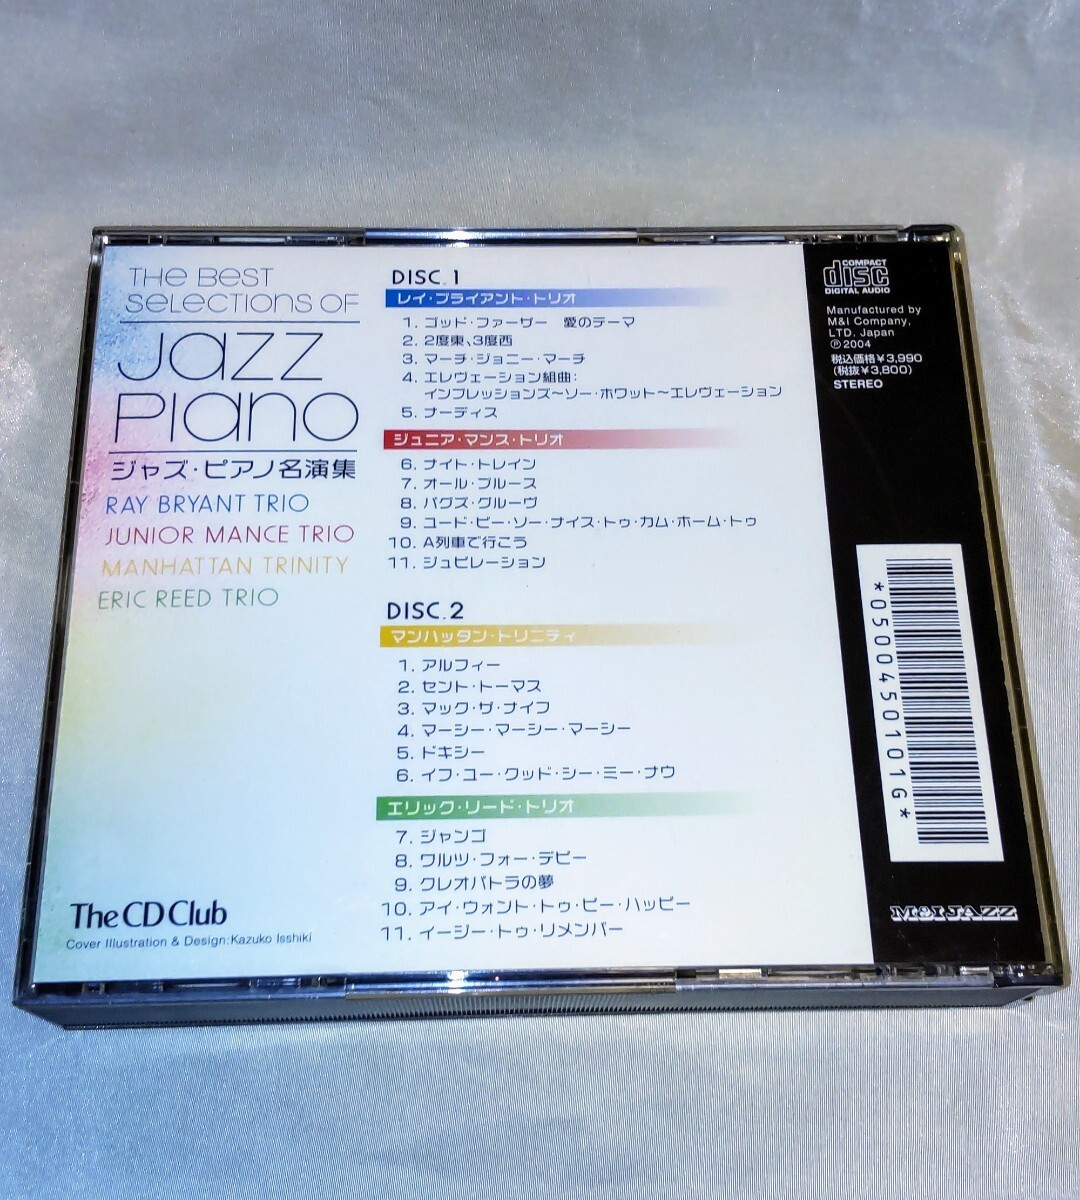 THE BEST
SELECTIONS OF
Jazz
Piano
ジャズ・ピアノ名演集
RAY BRYANT TRIO
JUNIOR MANCE TRIO
MANHATTAN TRINITY
ERIC REED TRIO
The CD Club
Cover Illustration & Design:Kazuko Isshiki
DISC.1
レイ・ブライアント・トリオ
1. ゴッド・ファーザー 愛のテーマ
2. 2度東、3度西
3. マーチ・ジョニー・マーチ
4. エレヴェーション組曲:
インプレッションズ〜ソー・ホワット〜エレヴェーション
5. ナーディス
ジュニア・マンス・トリオ
6. ナイト・トレイン
7. オール・ブルース
8. バグズ・グルーヴ
9. ユード・ビー・ソー・ナイス・トゥ・カム・ホーム・トゥ
10. A列車で行こう
11. ジュビレーション
DISC.2
マンハッタン・トリニティ
1. アルフィー
2. セント・トーマス
3. マック・ザ・ナイフ
4. マーシー・マーシー・マーシー
5. ドキシー
6. イフ・ユー・クッド・シー・ミー・ナウ
エリック・リード・トリオ
7. ジャンゴ
8. ワルツ・フォー・デビー
9. クレオパトラの夢
10. アイ・ウォント・トゥ・ビー・ハッピー
11. イージー・トゥ・リメンバー
COMPACT
disc
DIGITAL AUDIO
Manufactured by
M&I Company,
LTD. Japan
Ⓟ2004
税込価格¥3,990
(税抜¥3,800)
STEREO
*0500450101G*
M&I JAZZ